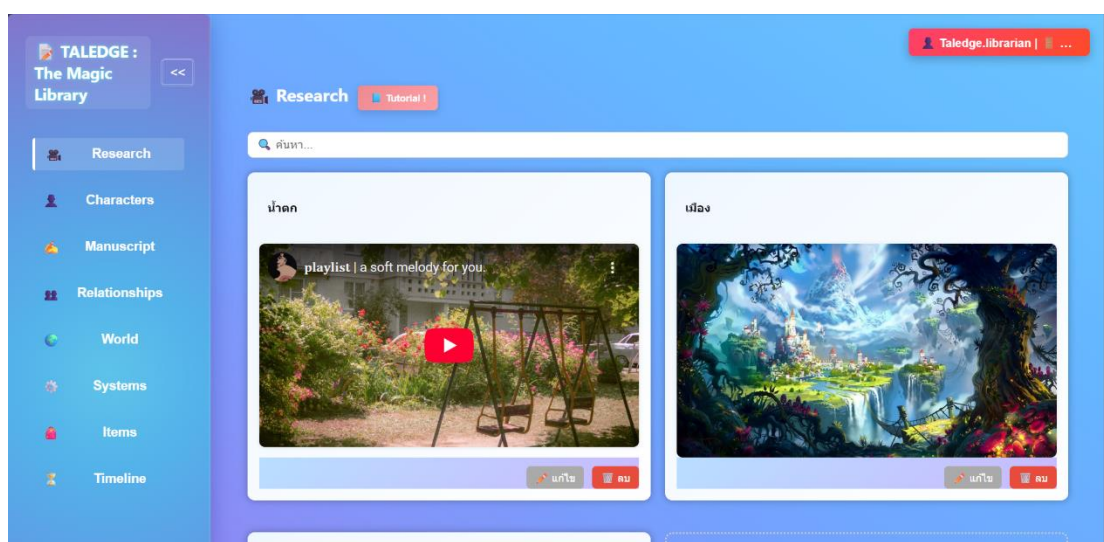 TALEDGE :
The Magic
Library
<<
Research
Characters
Manuscript
Relationships
World
Systems
Items
Timeline
Taledge.librarian | ...
Research
Tutorial !
ค้นหา...
น้ำตก
playlist | a soft melody for you.
แก้ไข
ลบ
เมือง
แก้ไข
ลบ